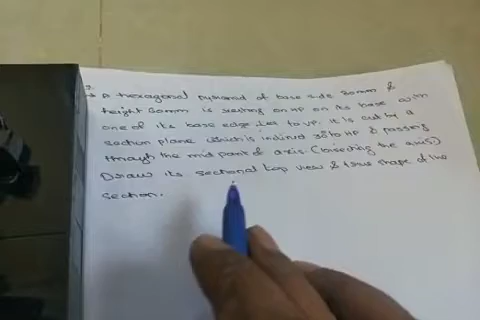 A hexagonal pyramid of base side 30mm &
height 60mm is resting on HP on its base with
one of its base edge || to VP. it is cut by a
section plane which is inclined 35° to HP & passing
through the mid point of axis. (bisecting the axis)
Draw its sectional top view & true shape of the
section.